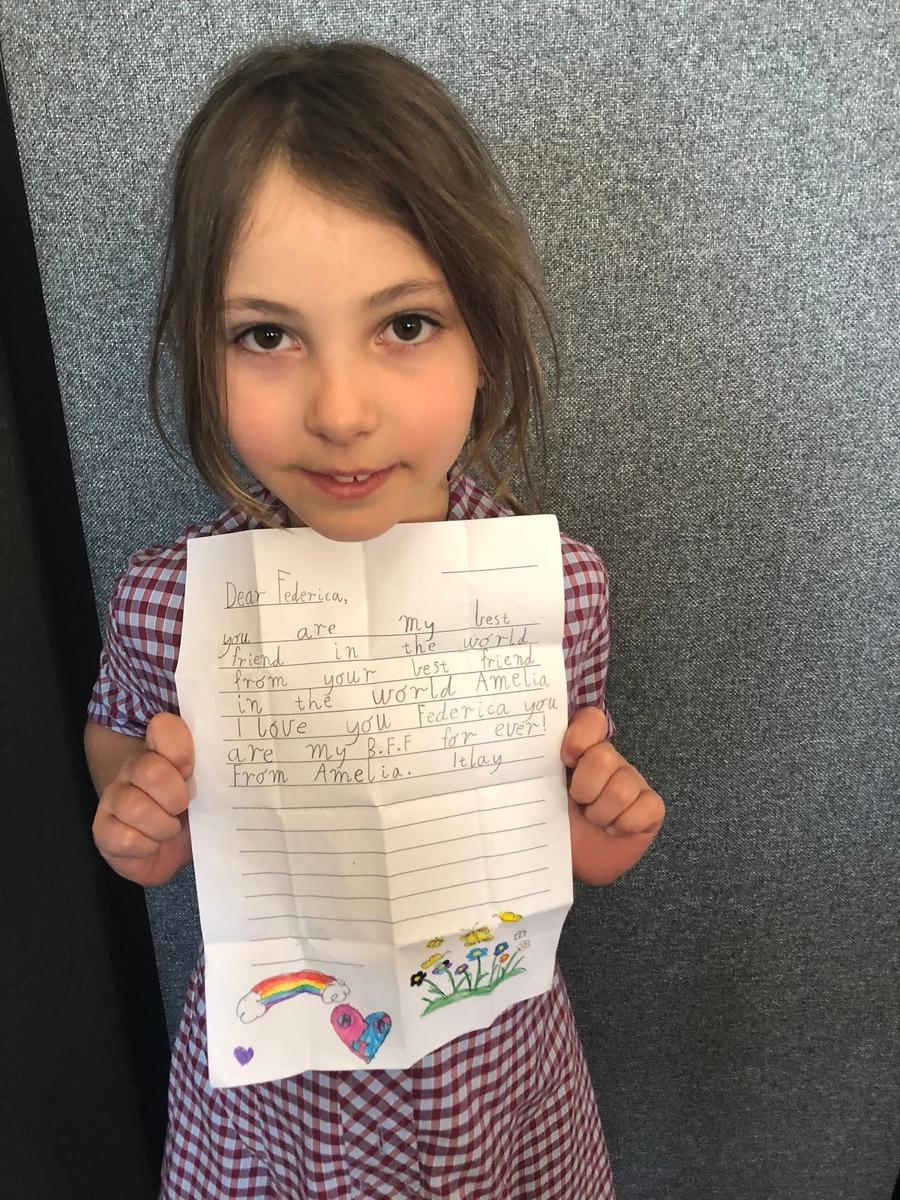 Dear Federica,
you are my best
friend in the world
from your best friend
in the world Amelia
I love you Federica you
are my B.F.F for ever!
From Amelia. Itlay